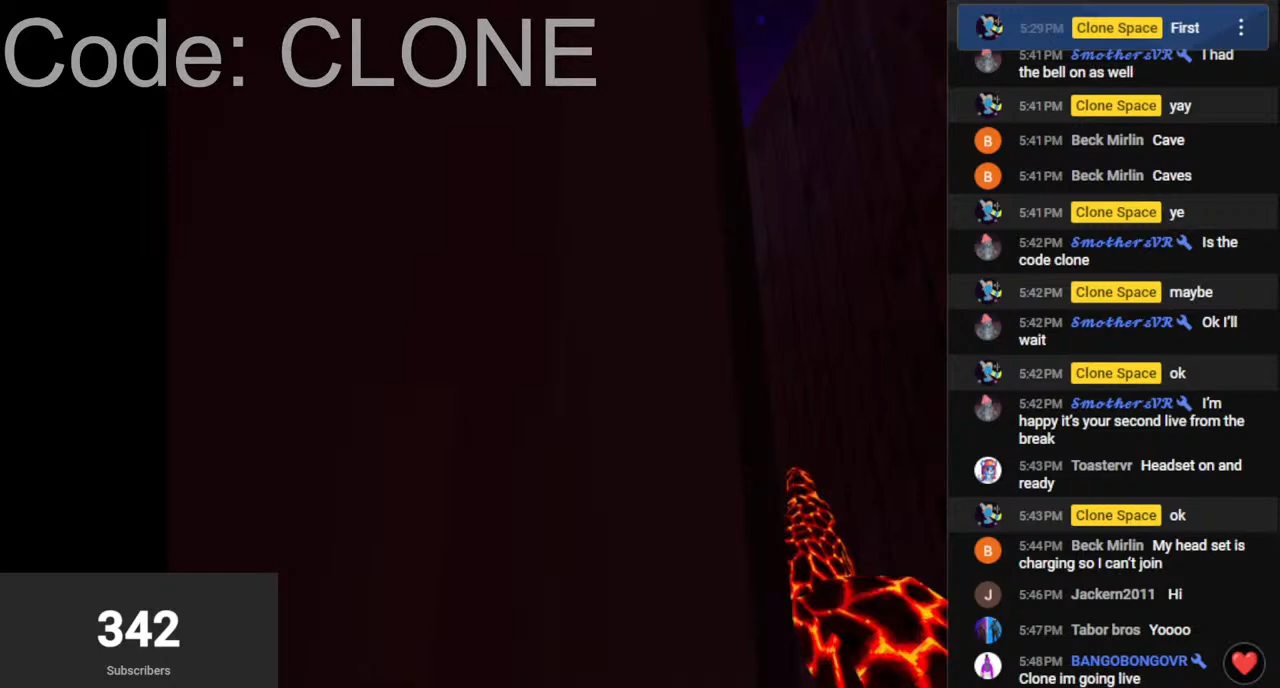 Code: CLONE
342
Subscribers
5:29 PM Clone Space First
5:41 PM SmothersVR I had
the bell on as well
5:41 PM Clone Space yay
B 5:41 PM Beck Mirlin Cave
B 5:41 PM Beck Mirlin Caves
5:41 PM Clone Space ye
5:42 PM SmothersVR Is the
code clone
5:42 PM Clone Space maybe
5:42 PM SmothersVR Ok I'll
wait
5:42 PM Clone Space ok
5:42 PM SmothersVR I'm
happy it's your second live from the
break
5:43 PM Toastervr Headset on and
ready
5:43 PM Clone Space ok
B 5:44 PM Beck Mirlin My head set is
charging so I can't join
J 5:46 PM Jackern2011 Hi
5:47 PM Tabor bros Yoooo
5:48 PM BANGOBONGOVR
Clone im going live